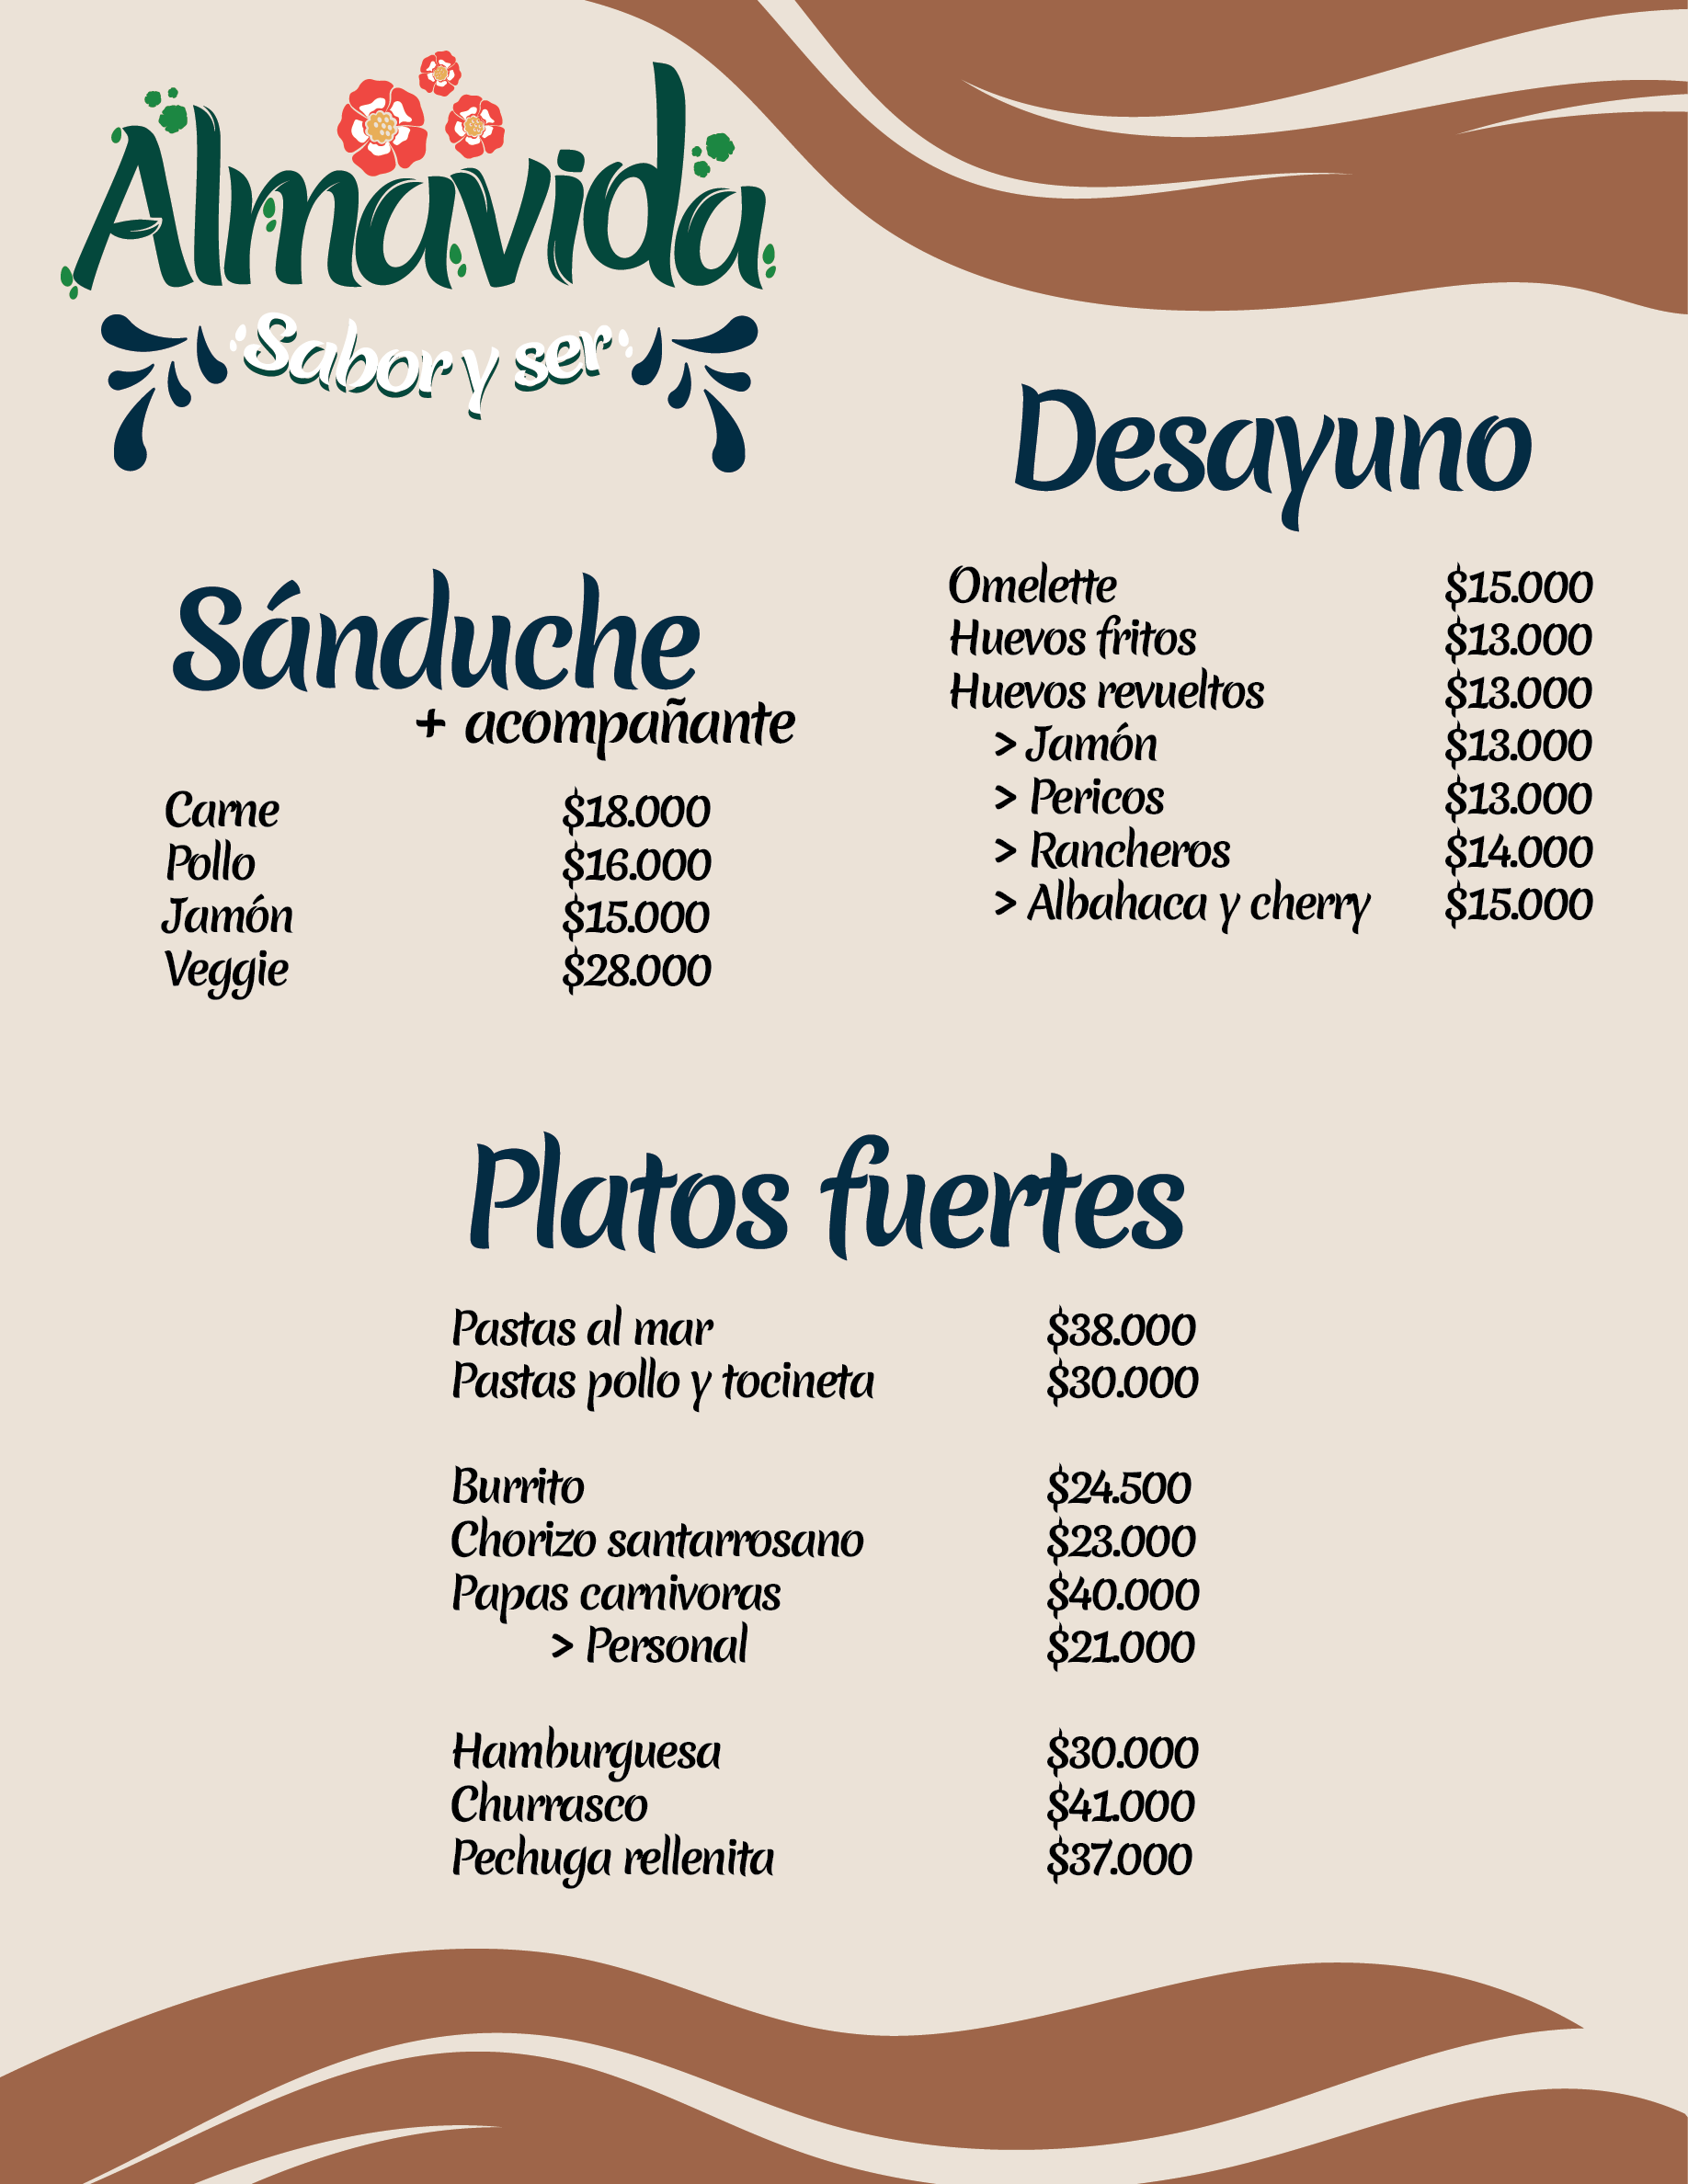 Almavida
Sabor y ser
Desayuno
Omelette $15.000
Huevos fritos $13.000
Huevos revueltos $13.000
> Jamón $13.000
> Pericos $13.000
> Rancheros $14.000
> Albahaca y cherry $15.000
Sánduche
+ acompañante
Carne $18.000
Pollo $16.000
Jamón $15.000
Veggie $28.000
Platos fuertes
Pastas al mar $38.000
Pastas pollo y tocineta $30.000
Burrito $24.500
Chorizo santarrosano $23.000
Papas carnivoras $40.000
> Personal $21.000
Hamburguesa $30.000
Churrasco $41.000
Pechuga rellenita $37.000